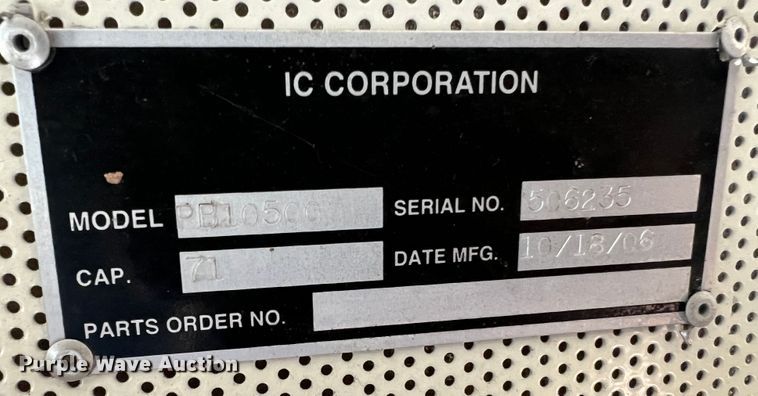 IC CORPORATION
MODEL PB10500
SERIAL NO. 506235
CAP. 71
DATE MFG. 10/18/06
PARTS ORDER NO.
Purple Wave Auction